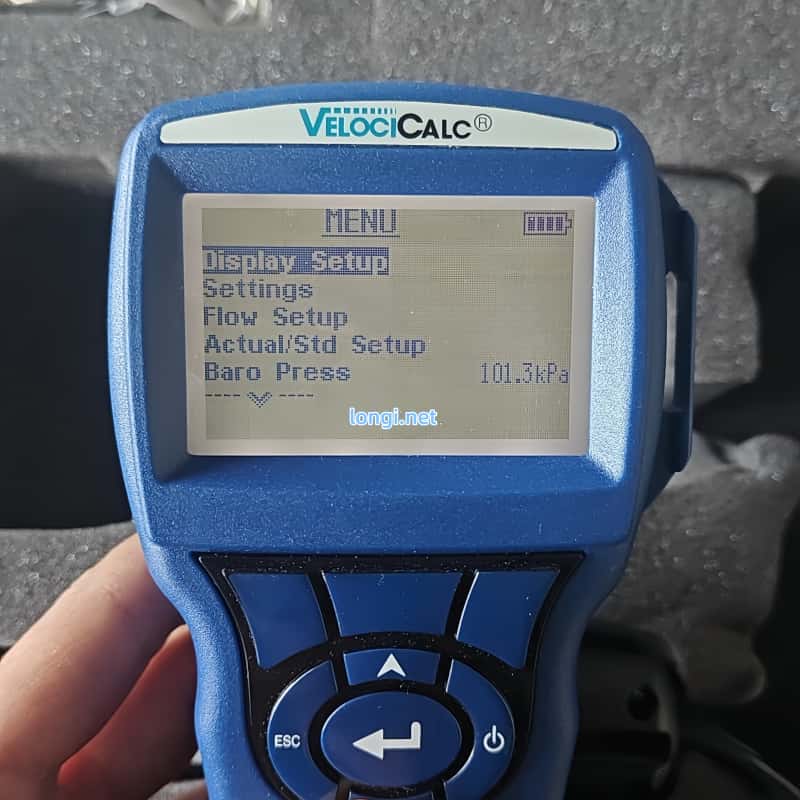 VELOCICALC®
MENU
Display Setup
Settings
Flow Setup
Actual/Std Setup
Baro Press 101.3kPa
longi.net
ESC